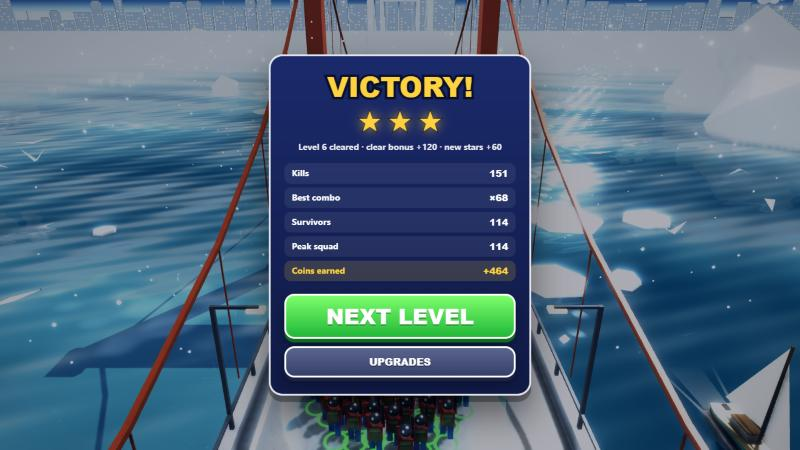 VICTORY!
Level 6 cleared · clear bonus +120 · new stars +60
Kills 151
Best combo ×68
Survivors 114
Peak squad 114
Coins earned +464
NEXT LEVEL
UPGRADES